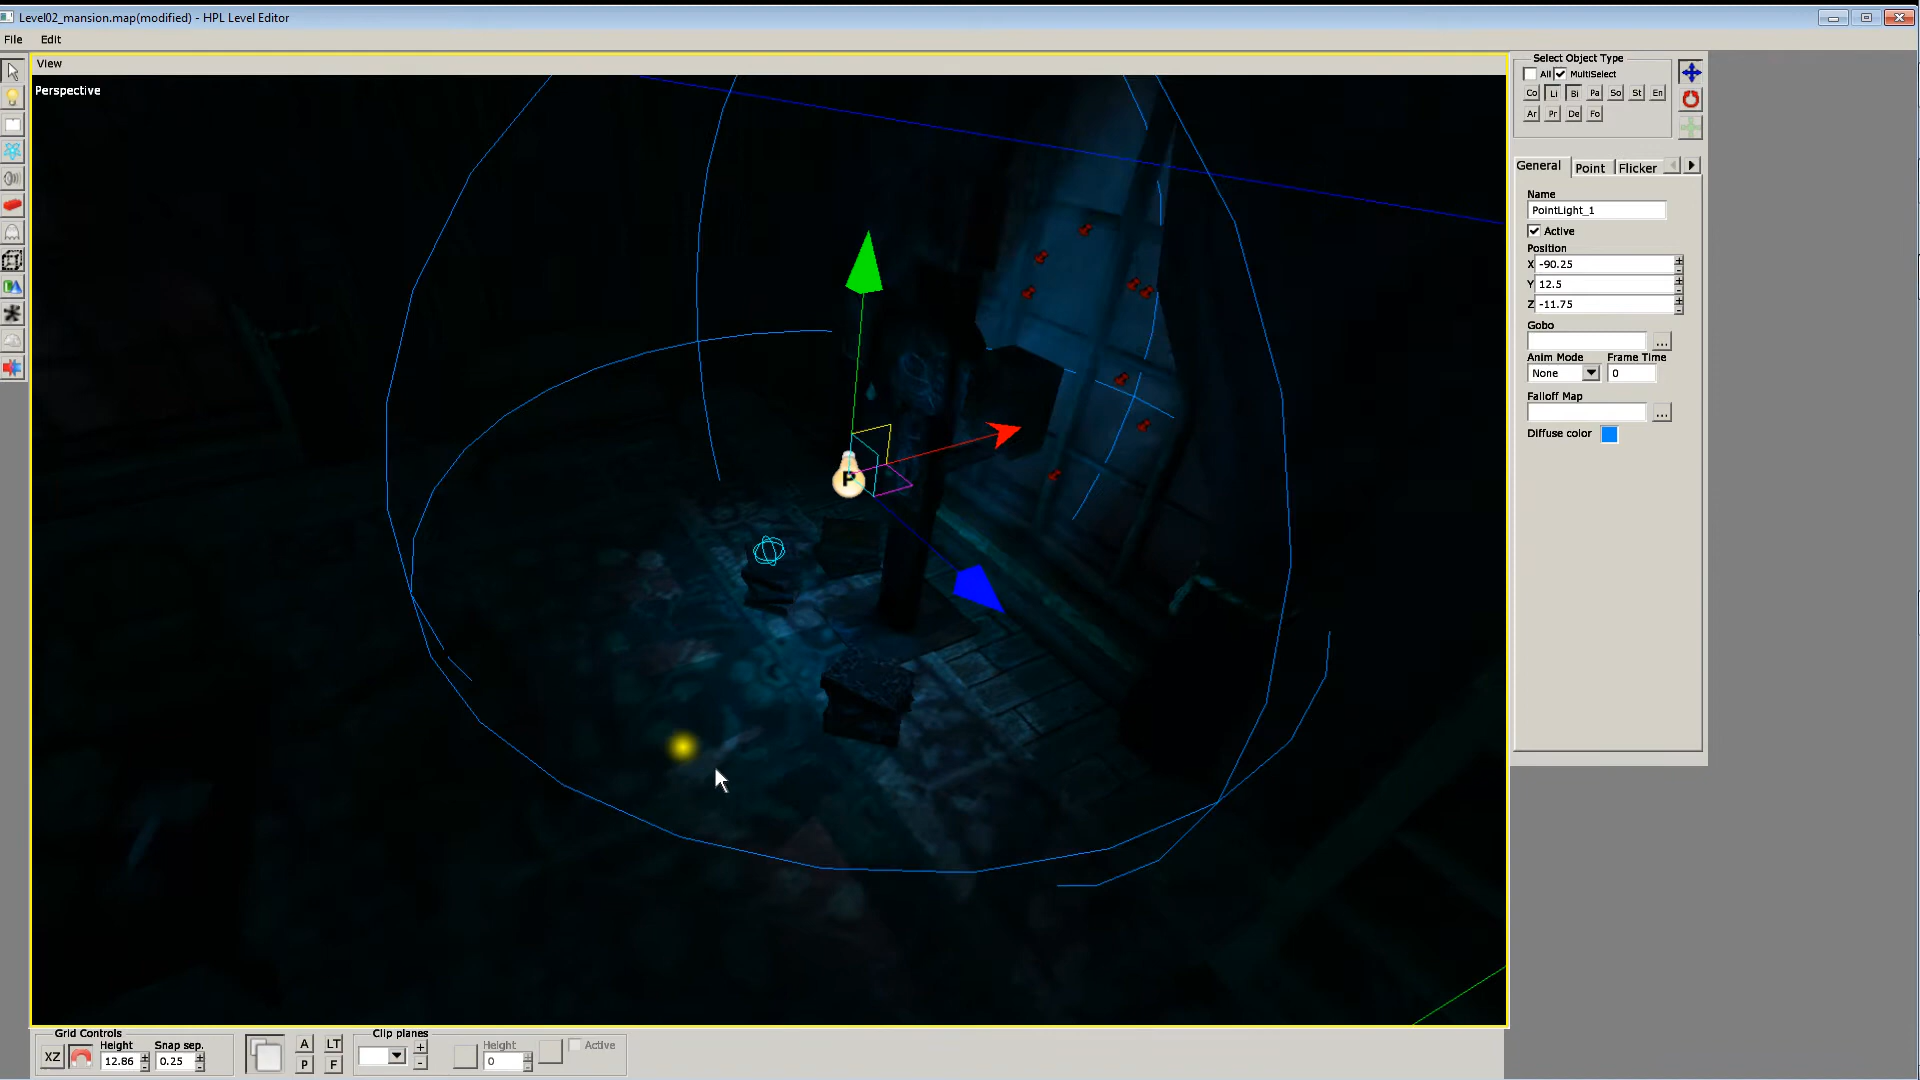 Level02_mansion.map(modified) - HPL Level Editor
File Edit
View
Perspective
P
Select Object Type
All MultiSelect
Co Li Bi Pa So St En
Ar Pr De Fo
General Point Flicker
Name
PointLight_1
Active
Position
X -90.25
Y 12.5
Z -11.75
Gobo
...
Anim Mode Frame Time
None 0
Falloff Map
...
Diffuse color
Grid Controls
XZ Height Snap sep.
12.86 0.25
A LT
P F
Clip planes
+
-
Height Active
0